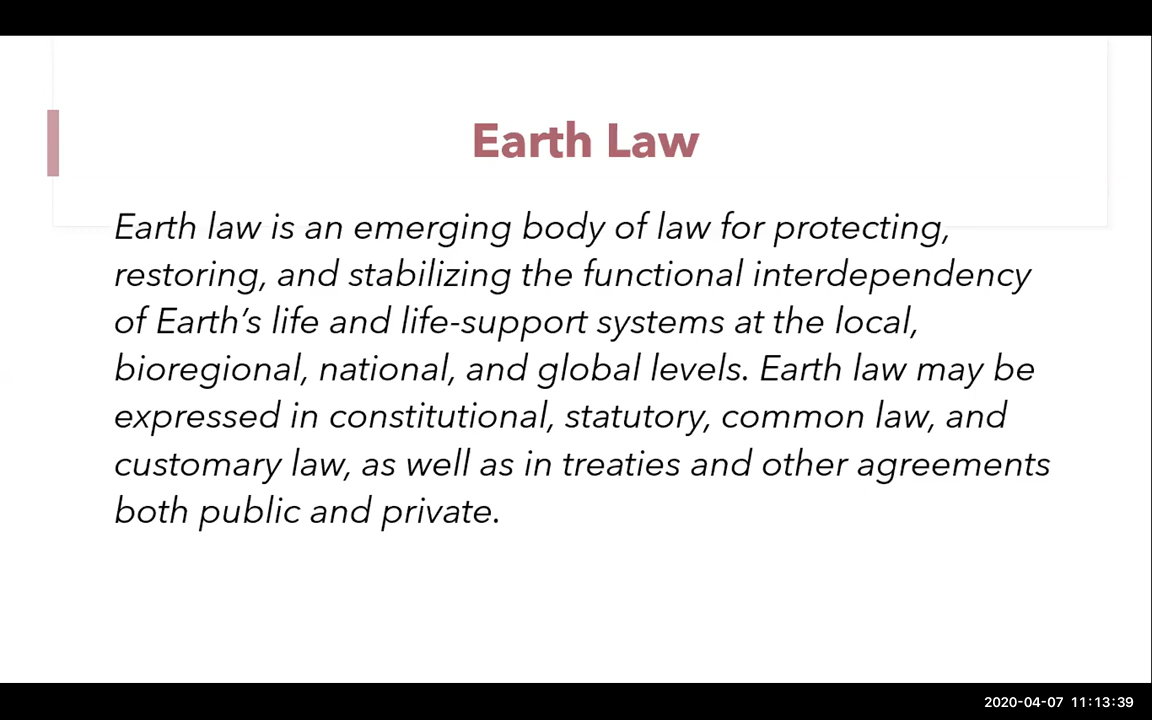 Earth Law
Earth law is an emerging body of law for protecting,
restoring, and stabilizing the functional interdependency
of Earth’s life and life-support systems at the local,
bioregional, national, and global levels. Earth law may be
expressed in constitutional, statutory, common law, and
customary law, as well as in treaties and other agreements
both public and private.
2020-04-07 11:13:39